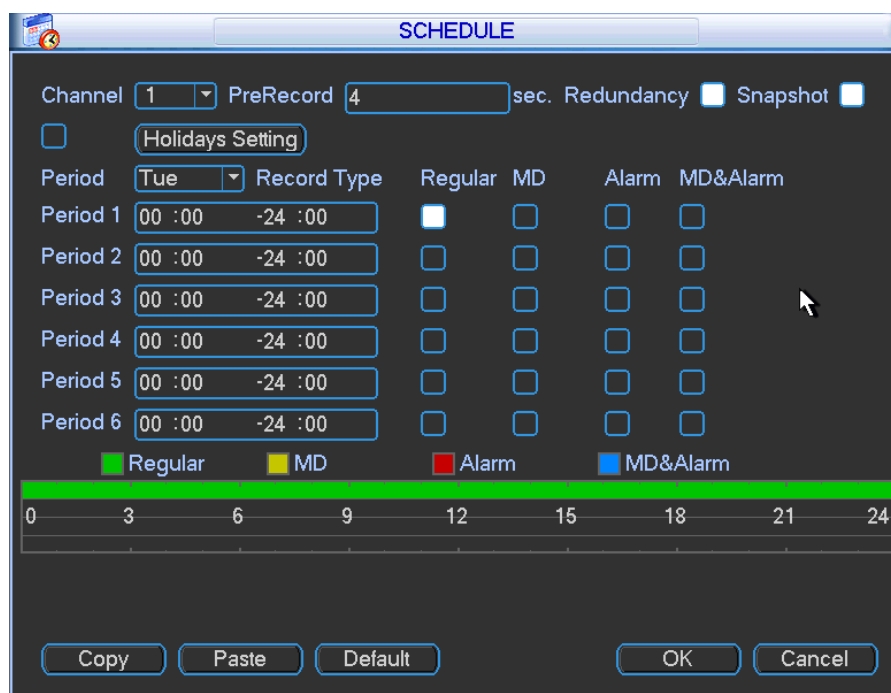 SCHEDULE
Channel 1 PreRecord 4 sec. Redundancy Snapshot
Holidays Setting
Period Tue Record Type Regular MD Alarm MD&Alarm
Period 1 00 :00 -24 :00
Period 2 00 :00 -24 :00
Period 3 00 :00 -24 :00
Period 4 00 :00 -24 :00
Period 5 00 :00 -24 :00
Period 6 00 :00 -24 :00
Regular MD Alarm MD&Alarm
0 3 6 9 12 15 18 21 24
Copy Paste Default OK Cancel